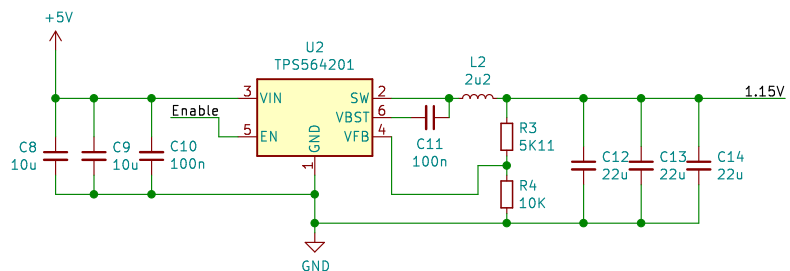 +5V
U2
TPS564201
L2
2u2
3
VIN
SW
2
1.15V
Enable
VBST
6
R3
5K11
5
EN
GND
VFB
4
C11
100n
C8
10u
C9
10u
C10
100n
1
C12
22u
C13
22u
C14
22u
R4
10K
GND